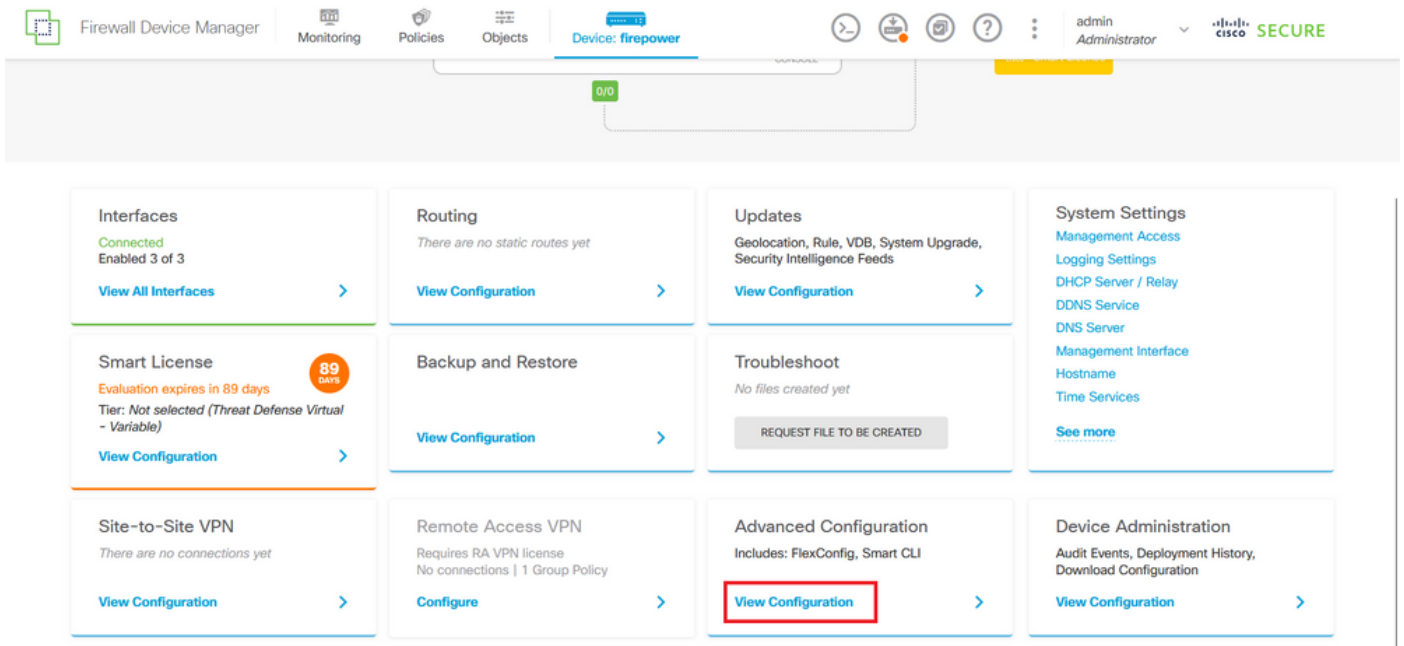 Firewall Device Manager
Monitoring
Policies
Objects
Device: firepower
admin
Administrator
CISCO SECURE
CONSOLE
0/0
Interfaces
Connected
Enabled 3 of 3
View All Interfaces
Routing
There are no static routes yet
View Configuration
Updates
Geolocation, Rule, VDB, System Upgrade,
Security Intelligence Feeds
View Configuration
System Settings
Management Access
Logging Settings
DHCP Server / Relay
DDNS Service
DNS Server
Management Interface
Hostname
Time Services
See more
Smart License
89
DAYS
Evaluation expires in 89 days
Tier: Not selected (Threat Defense Virtual
- Variable)
View Configuration
Backup and Restore
View Configuration
Troubleshoot
No files created yet
REQUEST FILE TO BE CREATED
Site-to-Site VPN
There are no connections yet
View Configuration
Remote Access VPN
Requires RA VPN license
No connections | 1 Group Policy
Configure
Advanced Configuration
Includes: FlexConfig, Smart CLI
View Configuration
Device Administration
Audit Events, Deployment History,
Download Configuration
View Configuration